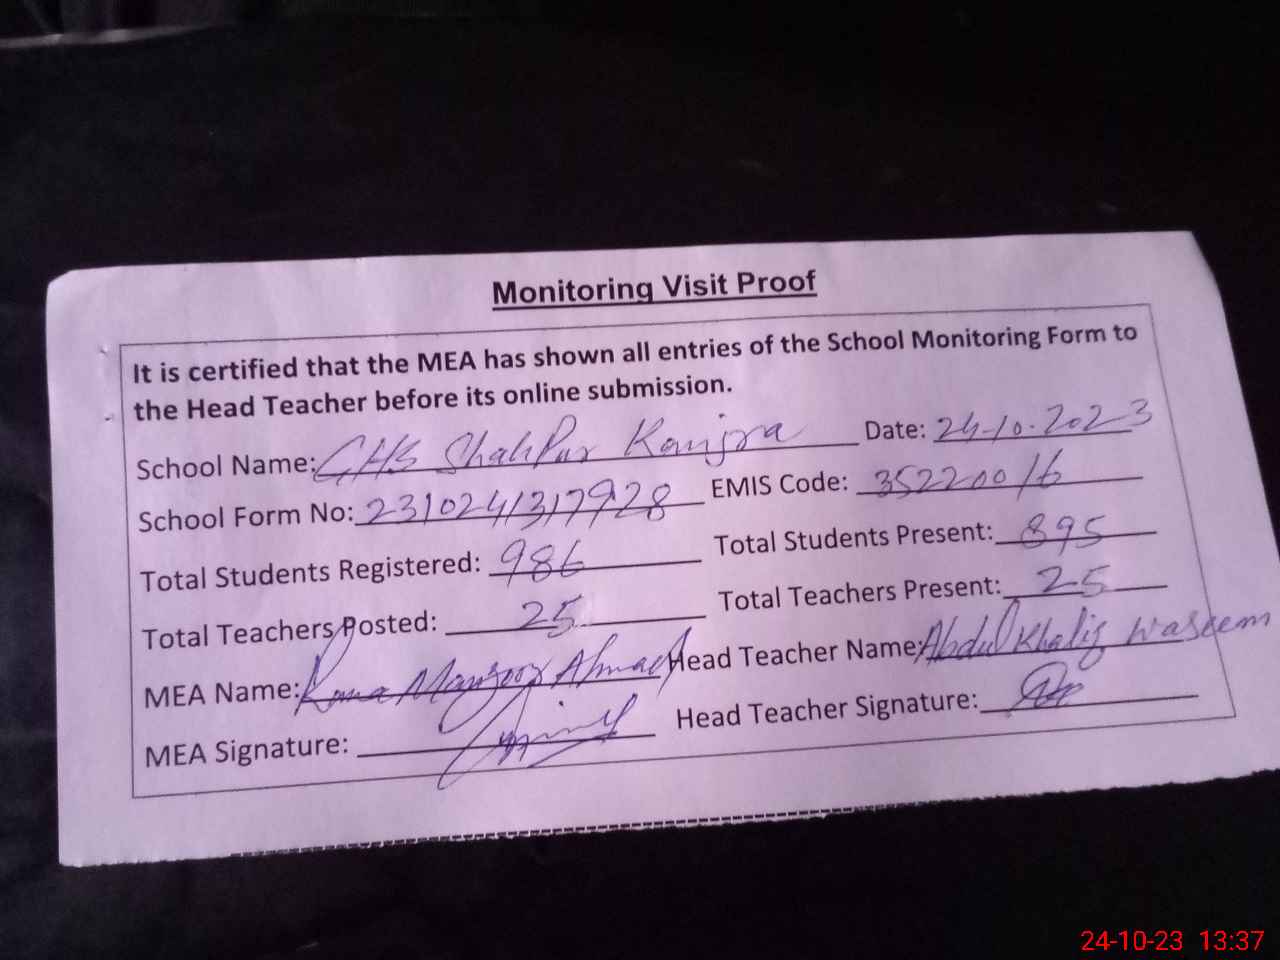 Monitoring Visit Proof
It is certified that the MEA has shown all entries of the School Monitoring Form to
the Head Teacher before its online submission.
School Name: GHS ShahPur Kanjra Date: 24-10-2023
School Form No: 2310241317928 EMIS Code: 35220016
Total Students Registered: 986 Total Students Present: 895
Total Teachers Posted: 25 Total Teachers Present: 25
MEA Name: Rana Manzoor Ahmad Head Teacher Name: Abdul Khaliq Waseem
MEA Signature: Head Teacher Signature:
24-10-23 13:37